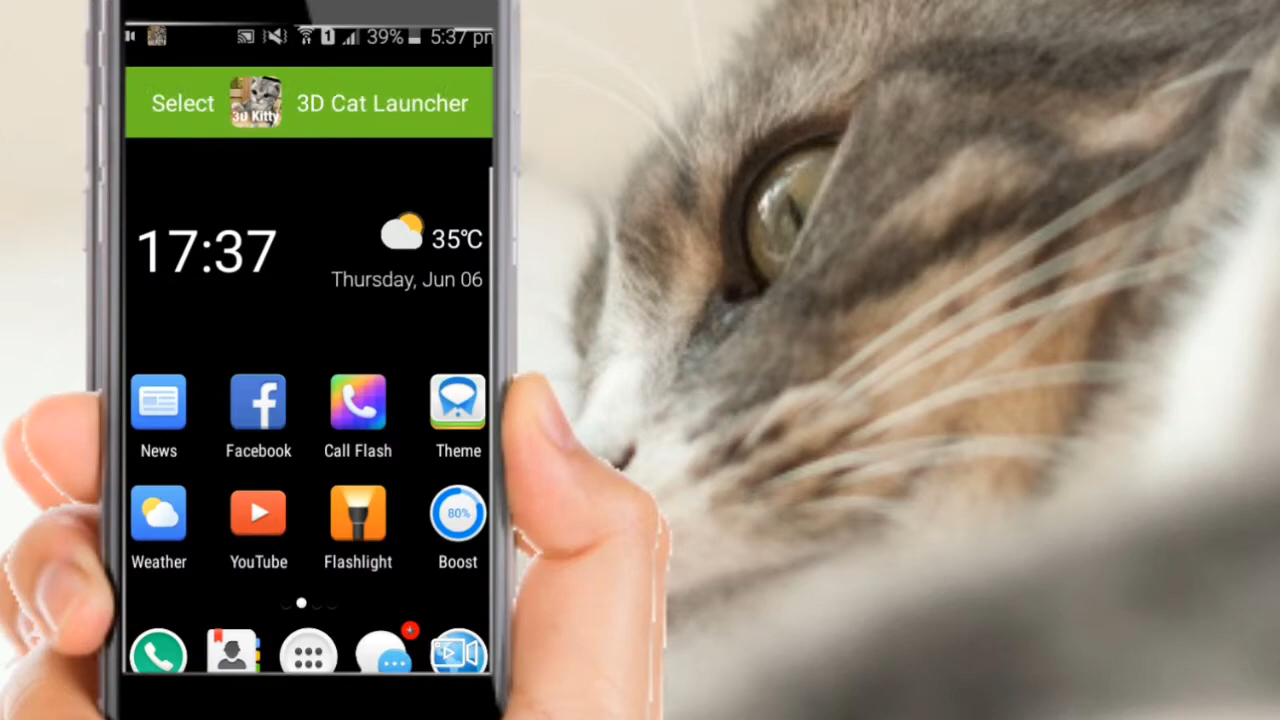 1 39% 5:37 pm
Select 3D Kitty 3D Cat Launcher
17:37
35℃
Thursday, Jun 06
News Facebook Call Flash Theme
80%
Weather YouTube Flashlight Boost